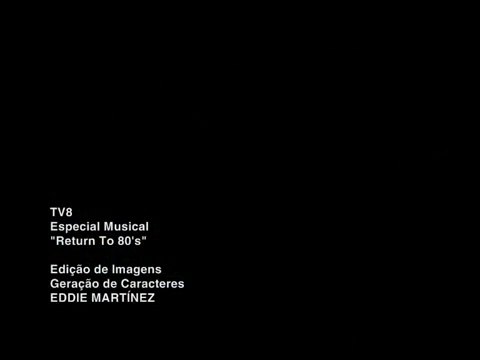 TV8
Especial Musical
"Return To 80's"
Edição de Imagens
Geração de Caracteres
EDDIE MARTÍNEZ